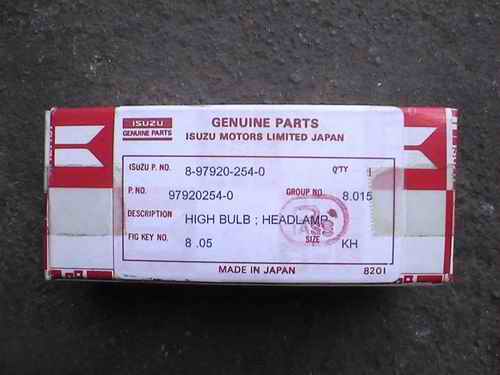 ISUZU
GENUINE PARTS
GENUINE PARTS
ISUZU MOTORS LIMITED JAPAN
ISUZU P. NO. 8-97920-254-0 Q'TY
P.NO. 97920254-0 GROUP NO. 8.015
DESCRIPTION HIGH BULB ; HEADLAMP
FIG KEY NO. 8 .05 SIZE KH
MADE IN JAPAN 8201